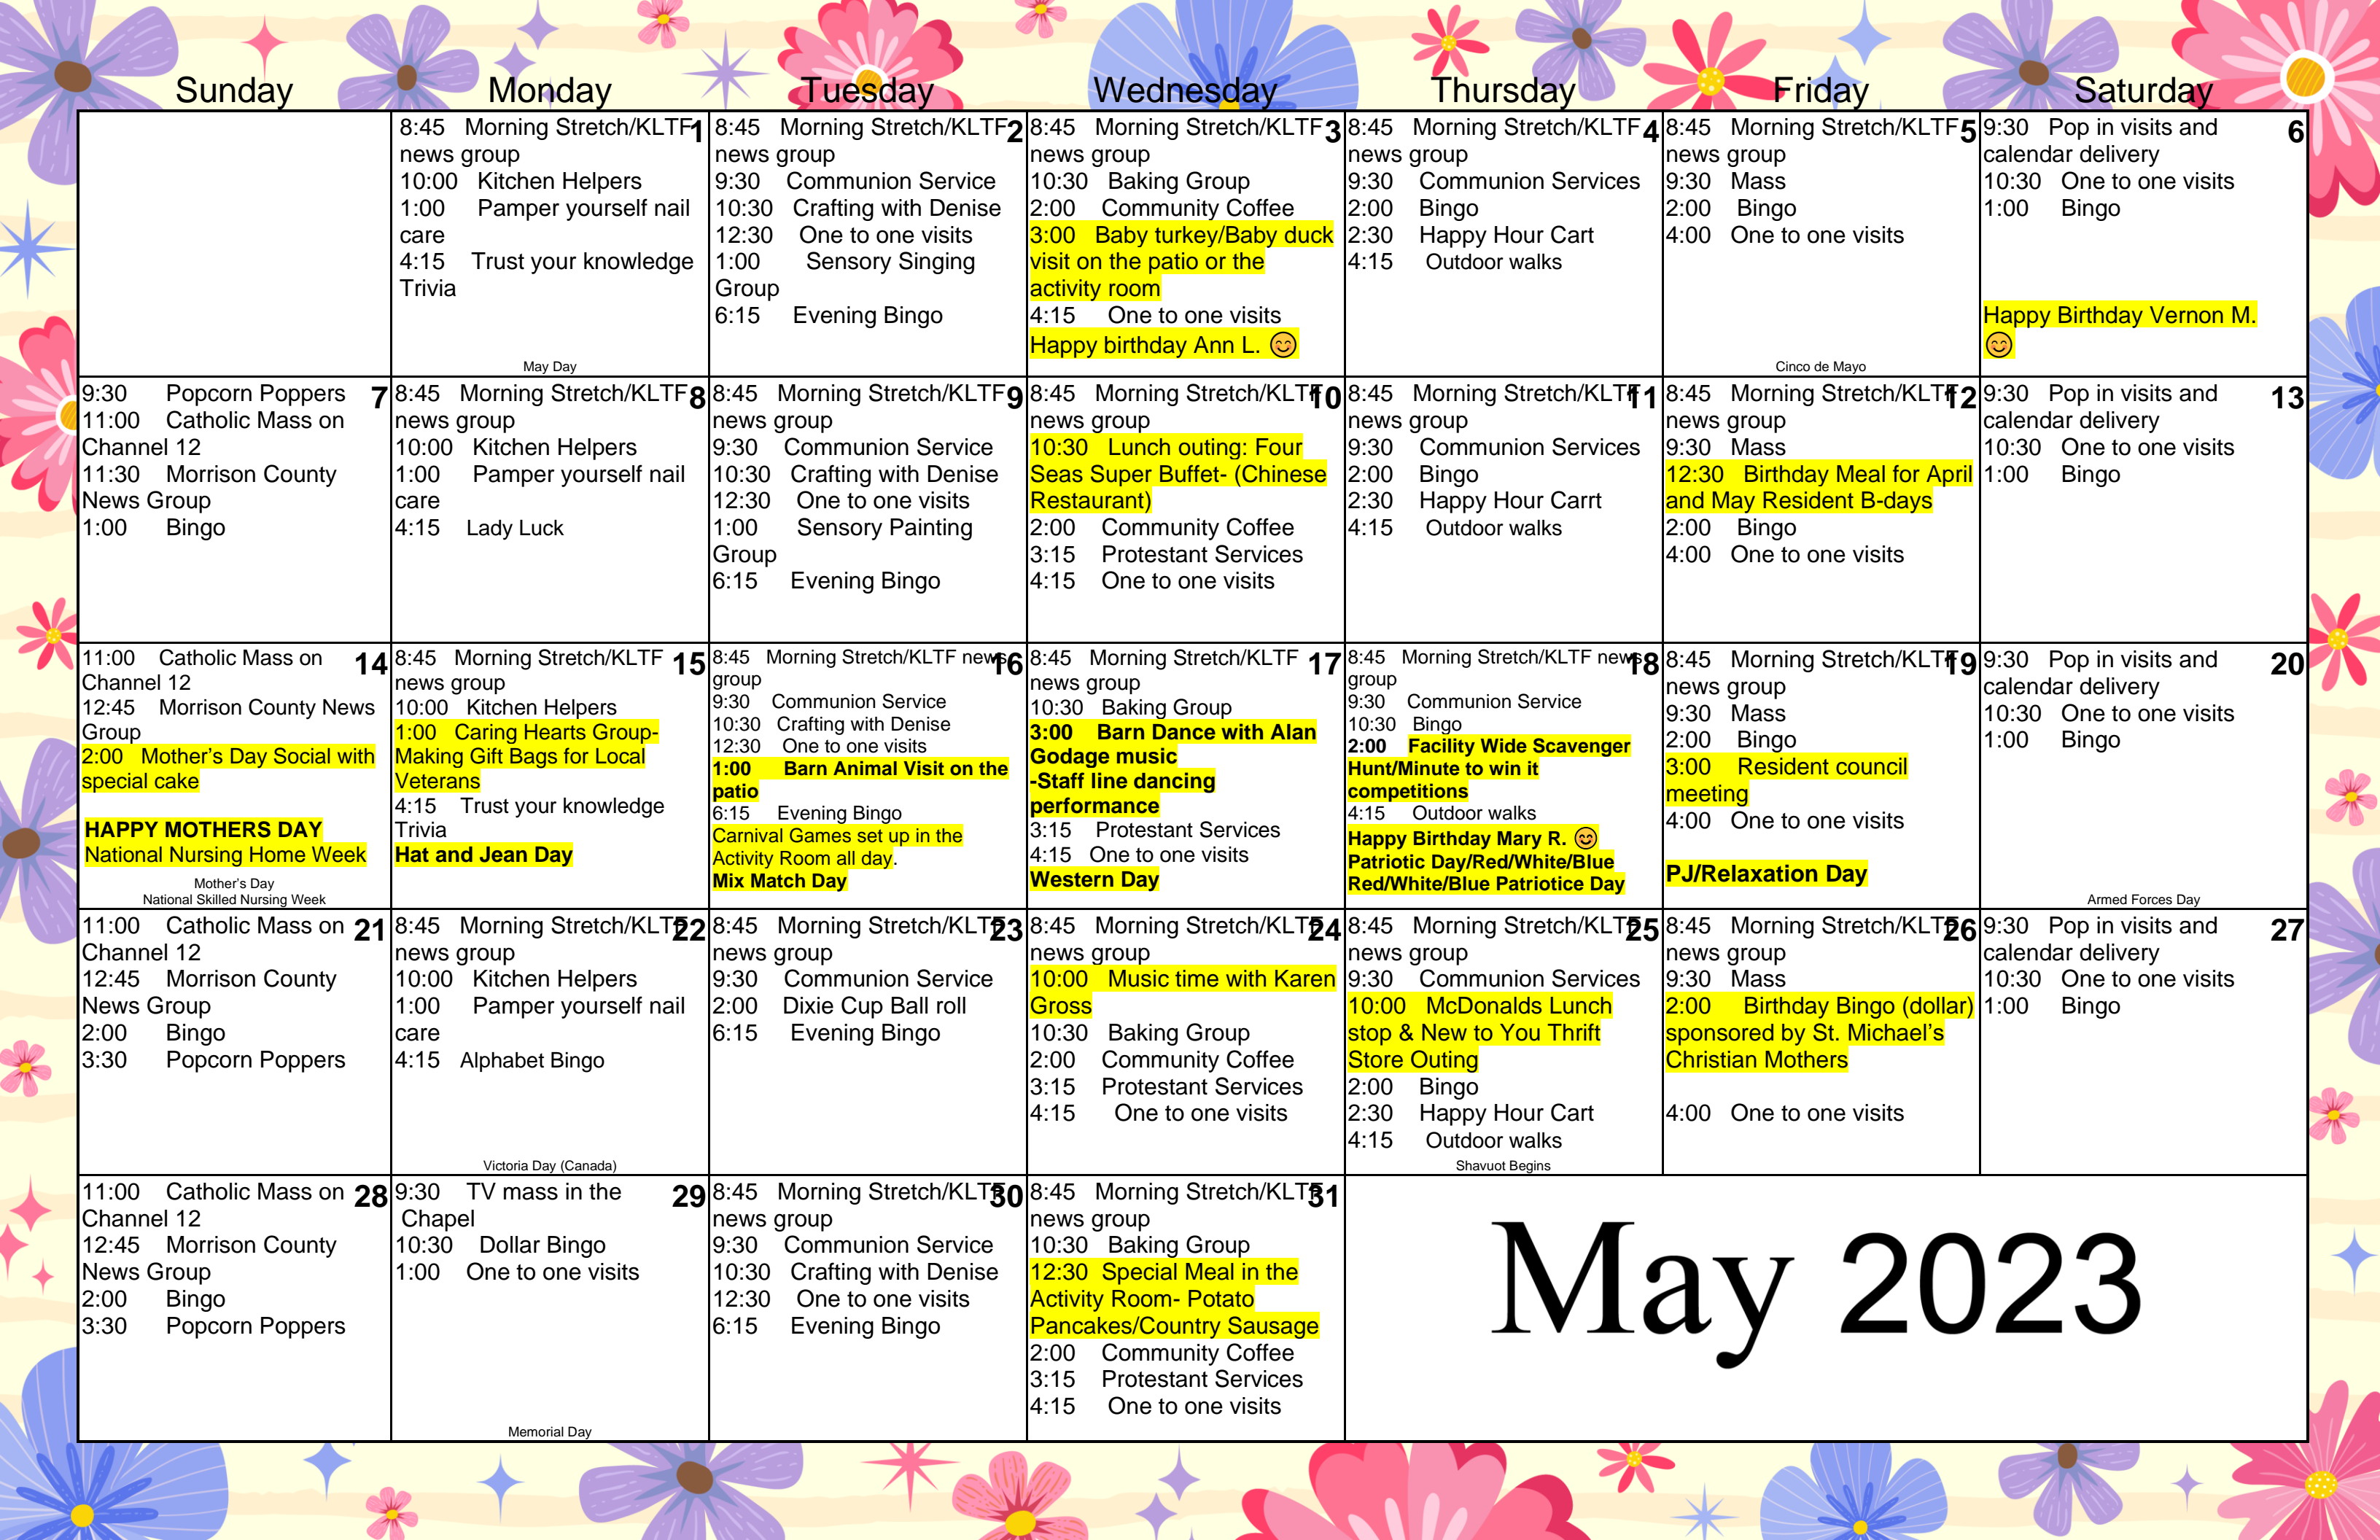 Sunday Monday Tuesday Wednesday Thursday Friday Saturday
8:45 Morning Stretch/KLTF 1
news group
10:00 Kitchen Helpers
1:00 Pamper yourself nail
care
4:15 Trust your knowledge
Trivia
May Day
8:45 Morning Stretch/KLTF 2
news group
9:30 Communion Service
10:30 Crafting with Denise
12:30 One to one visits
1:00 Sensory Singing
Group
6:15 Evening Bingo
8:45 Morning Stretch/KLTF 3
news group
10:30 Baking Group
2:00 Community Coffee
3:00 Baby turkey/Baby duck
visit on the patio or the
activity room
4:15 One to one visits
Happy birthday Ann L. 😊
8:45 Morning Stretch/KLTF 4
news group
9:30 Communion Services
2:00 Bingo
2:30 Happy Hour Cart
4:15 Outdoor walks
8:45 Morning Stretch/KLTF 5
news group
9:30 Mass
2:00 Bingo
4:00 One to one visits
Cinco de Mayo
9:30 Pop in visits and 6
calendar delivery
10:30 One to one visits
1:00 Bingo
Happy Birthday Vernon M.
😊
9:30 Popcorn Poppers 7
11:00 Catholic Mass on
Channel 12
11:30 Morrison County
News Group
1:00 Bingo
8:45 Morning Stretch/KLTF 8
news group
10:00 Kitchen Helpers
1:00 Pamper yourself nail
care
4:15 Lady Luck
8:45 Morning Stretch/KLTF 9
news group
9:30 Communion Service
10:30 Crafting with Denise
12:30 One to one visits
1:00 Sensory Painting
Group
6:15 Evening Bingo
8:45 Morning Stretch/KLTF 10
news group
10:30 Lunch outing: Four
Seas Super Buffet- (Chinese
Restaurant)
2:00 Community Coffee
3:15 Protestant Services
4:15 One to one visits
8:45 Morning Stretch/KLTF 11
news group
9:30 Communion Services
2:00 Bingo
2:30 Happy Hour Carrt
4:15 Outdoor walks
8:45 Morning Stretch/KLTF 12
news group
9:30 Mass
12:30 Birthday Meal for April
and May Resident B-days
2:00 Bingo
4:00 One to one visits
9:30 Pop in visits and 13
calendar delivery
10:30 One to one visits
1:00 Bingo
11:00 Catholic Mass on 14
Channel 12
12:45 Morrison County News
Group
2:00 Mother's Day Social with
special cake
HAPPY MOTHERS DAY
National Nursing Home Week
Mother's Day
National Skilled Nursing Week
8:45 Morning Stretch/KLTF 15
news group
10:00 Kitchen Helpers
1:00 Caring Hearts Group-
Making Gift Bags for Local
Veterans
4:15 Trust your knowledge
Trivia
Hat and Jean Day
8:45 Morning Stretch/KLTF news 16
group
9:30 Communion Service
10:30 Crafting with Denise
12:30 One to one visits
1:00 Barn Animal Visit on the
patio
6:15 Evening Bingo
Carnival Games set up in the
Activity Room all day.
Mix Match Day
8:45 Morning Stretch/KLTF 17
news group
10:30 Baking Group
3:00 Barn Dance with Alan
Godage music
-Staff line dancing
performance
3:15 Protestant Services
4:15 One to one visits
Western Day
8:45 Morning Stretch/KLTF news 18
group
9:30 Communion Service
10:30 Bingo
2:00 Facility Wide Scavenger
Hunt/Minute to win it
competitions
4:15 Outdoor walks
Happy Birthday Mary R. 😊
Patriotic Day/Red/White/Blue
Red/White/Blue Patriotice Day
8:45 Morning Stretch/KLTF 19
news group
9:30 Mass
2:00 Bingo
3:00 Resident council
meeting
4:00 One to one visits
PJ/Relaxation Day
9:30 Pop in visits and 20
calendar delivery
10:30 One to one visits
1:00 Bingo
Armed Forces Day
11:00 Catholic Mass on 21
Channel 12
12:45 Morrison County
News Group
2:00 Bingo
3:30 Popcorn Poppers
8:45 Morning Stretch/KLTF 22
news group
10:00 Kitchen Helpers
1:00 Pamper yourself nail
care
4:15 Alphabet Bingo
Victoria Day (Canada)
8:45 Morning Stretch/KLTF 23
news group
9:30 Communion Service
2:00 Dixie Cup Ball roll
6:15 Evening Bingo
8:45 Morning Stretch/KLTF 24
news group
10:00 Music time with Karen
Gross
10:30 Baking Group
2:00 Community Coffee
3:15 Protestant Services
4:15 One to one visits
8:45 Morning Stretch/KLTF 25
news group
9:30 Communion Services
10:00 McDonalds Lunch
stop & New to You Thrift
Store Outing
2:00 Bingo
2:30 Happy Hour Cart
4:15 Outdoor walks
Shavuot Begins
8:45 Morning Stretch/KLTF 26
news group
9:30 Mass
2:00 Birthday Bingo (dollar)
sponsored by St. Michael's
Christian Mothers
4:00 One to one visits
9:30 Pop in visits and 27
calendar delivery
10:30 One to one visits
1:00 Bingo
11:00 Catholic Mass on 28
Channel 12
12:45 Morrison County
News Group
2:00 Bingo
3:30 Popcorn Poppers
9:30 TV mass in the 29
Chapel
10:30 Dollar Bingo
1:00 One to one visits
Memorial Day
8:45 Morning Stretch/KLTF 30
news group
9:30 Communion Service
10:30 Crafting with Denise
12:30 One to one visits
6:15 Evening Bingo
8:45 Morning Stretch/KLTF 31
news group
10:30 Baking Group
12:30 Special Meal in the
Activity Room- Potato
Pancakes/Country Sausage
2:00 Community Coffee
3:15 Protestant Services
4:15 One to one visits
May 2023